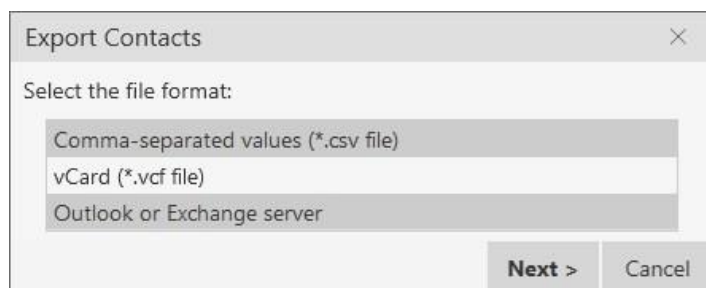 Export Contacts
Select the file format:
Comma-separated values (*.csv file)
vCard (*.vcf file)
Outlook or Exchange server
Next > Cancel